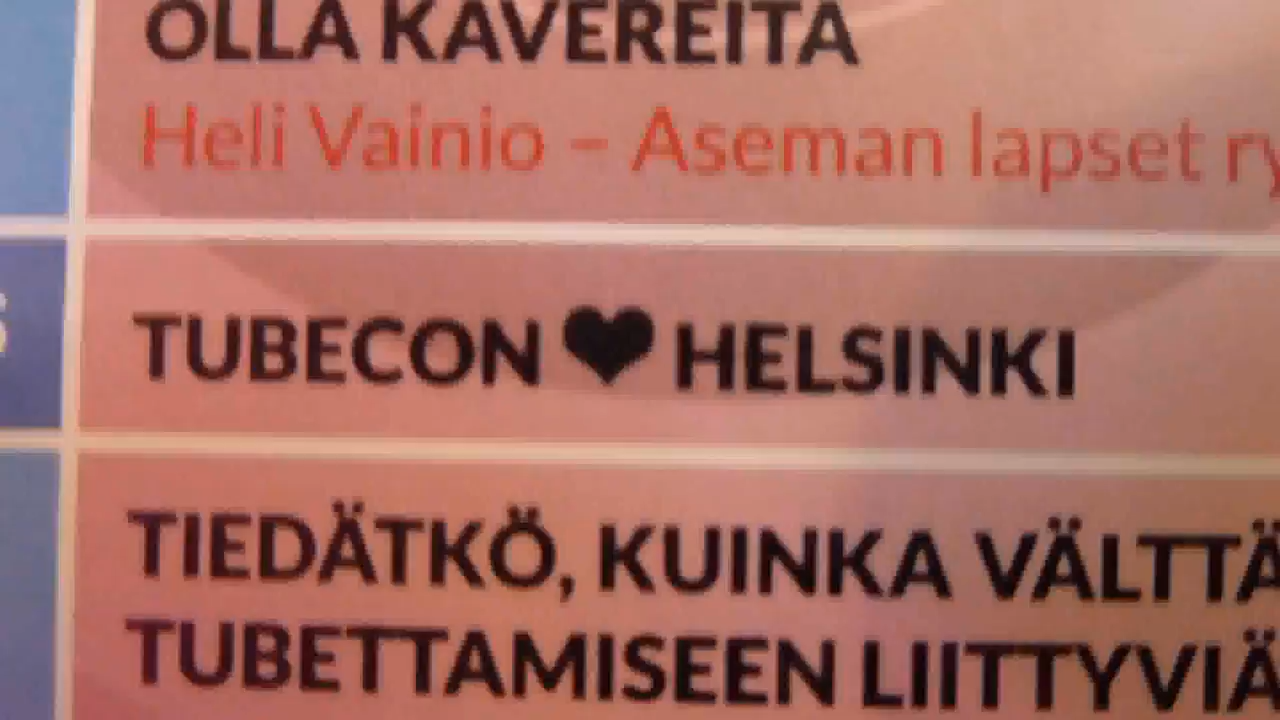 OLLA KAVEREITA
Heli Vainio – Aseman lapset ry
TUBECON ♥ HELSINKI
TIEDÄTKÖ, KUINKA VÄLTTÄ
TUBETTAMISEEN LIITTYVIÄ